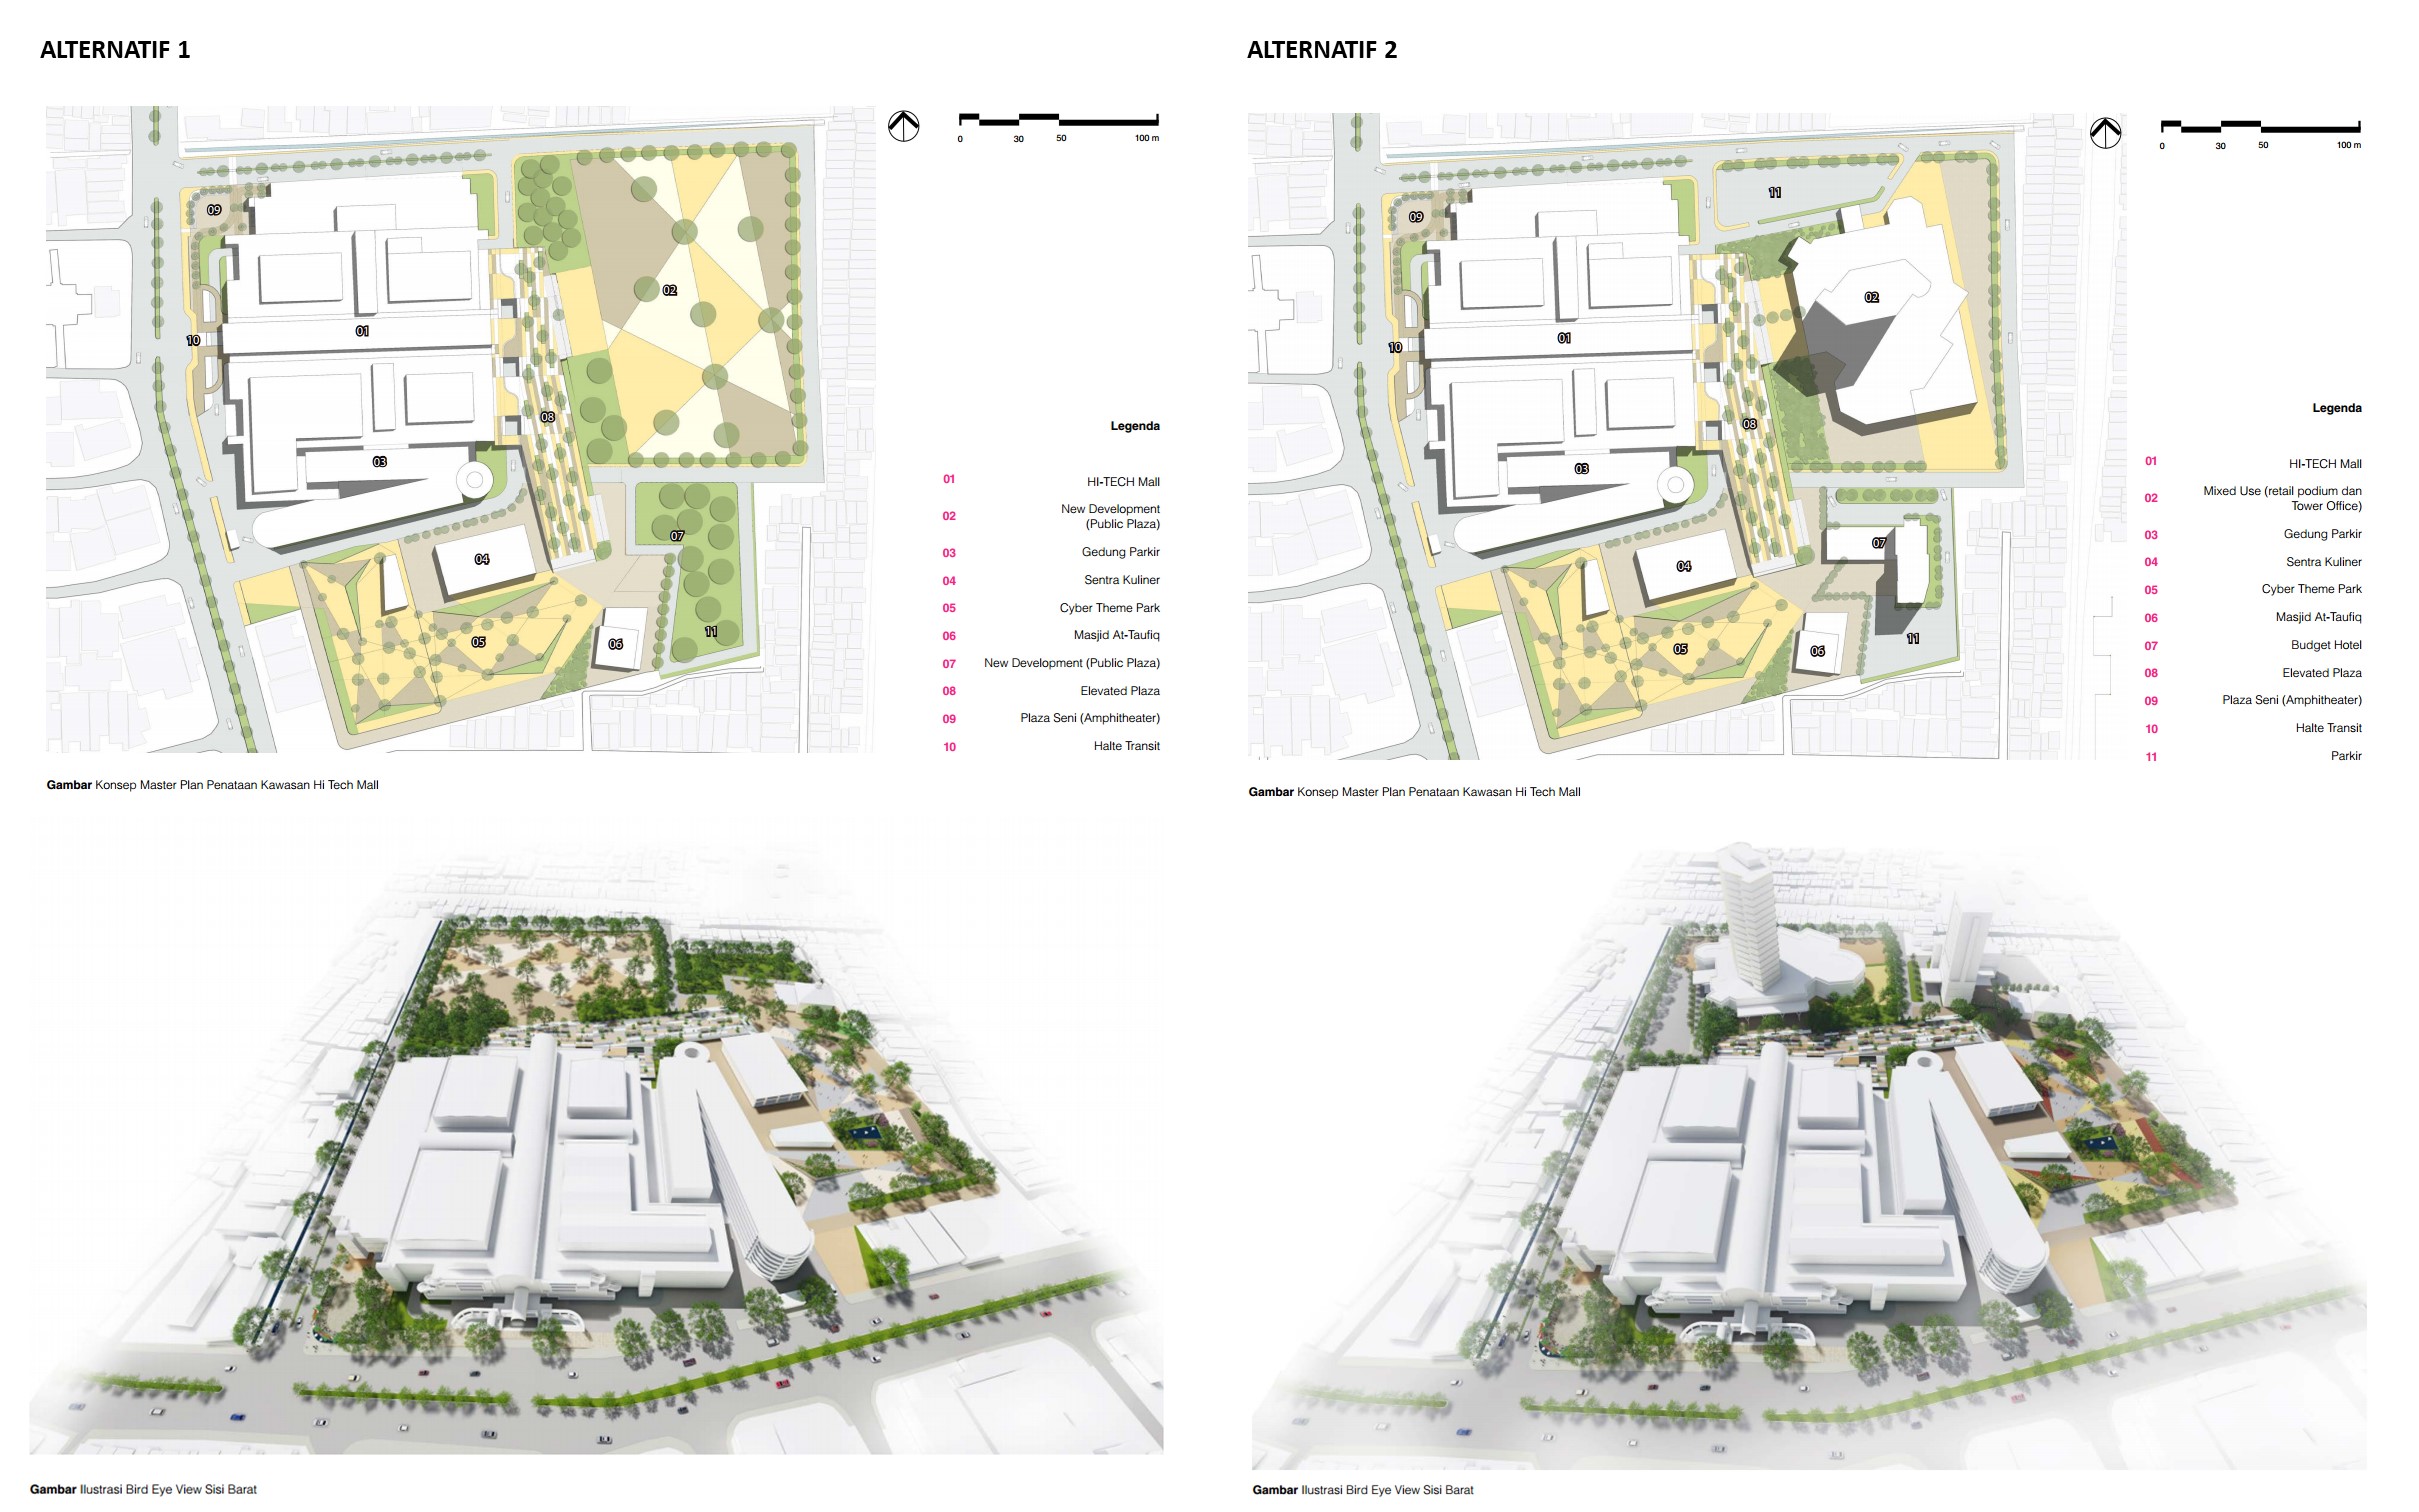 ALTERNATIF 1
09
10
01
02
03
08
04
07
05
06
11
0 30 50 100 m
Legenda
01 HI-TECH Mall
02 New Development
(Public Plaza)
03 Gedung Parkir
04 Sentra Kuliner
05 Cyber Theme Park
06 Masjid At-Taufiq
07 New Development (Public Plaza)
08 Elevated Plaza
09 Plaza Seni (Amphitheater)
10 Halte Transit
Gambar Konsep Master Plan Penataan Kawasan Hi Tech Mall
Gambar Ilustrasi Bird Eye View Sisi Barat
ALTERNATIF 2
11
09
02
10
01
08
03
07
04
11
05
06
0 30 50 100 m
Legenda
01 HI-TECH Mall
02 Mixed Use (retail podium dan
Tower Office)
03 Gedung Parkir
04 Sentra Kuliner
05 Cyber Theme Park
06 Masjid At-Taufiq
07 Budget Hotel
08 Elevated Plaza
09 Plaza Seni (Amphitheater)
10 Halte Transit
11 Parkir
Gambar Konsep Master Plan Penataan Kawasan Hi Tech Mall
Gambar Ilustrasi Bird Eye View Sisi Barat